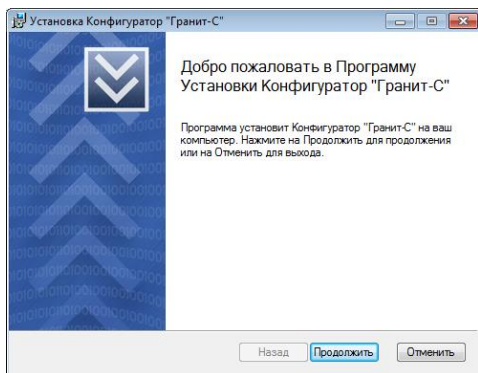 Установка Конфигуратор "Гранит-С"
Добро пожаловать в Программу
Установки Конфигуратор "Гранит-С"
Программа установит Конфигуратор "Гранит-С" на ваш
компьютер. Нажмите на Продолжить для продолжения
или на Отменить для выхода.
Назад
Продолжить
Отменить